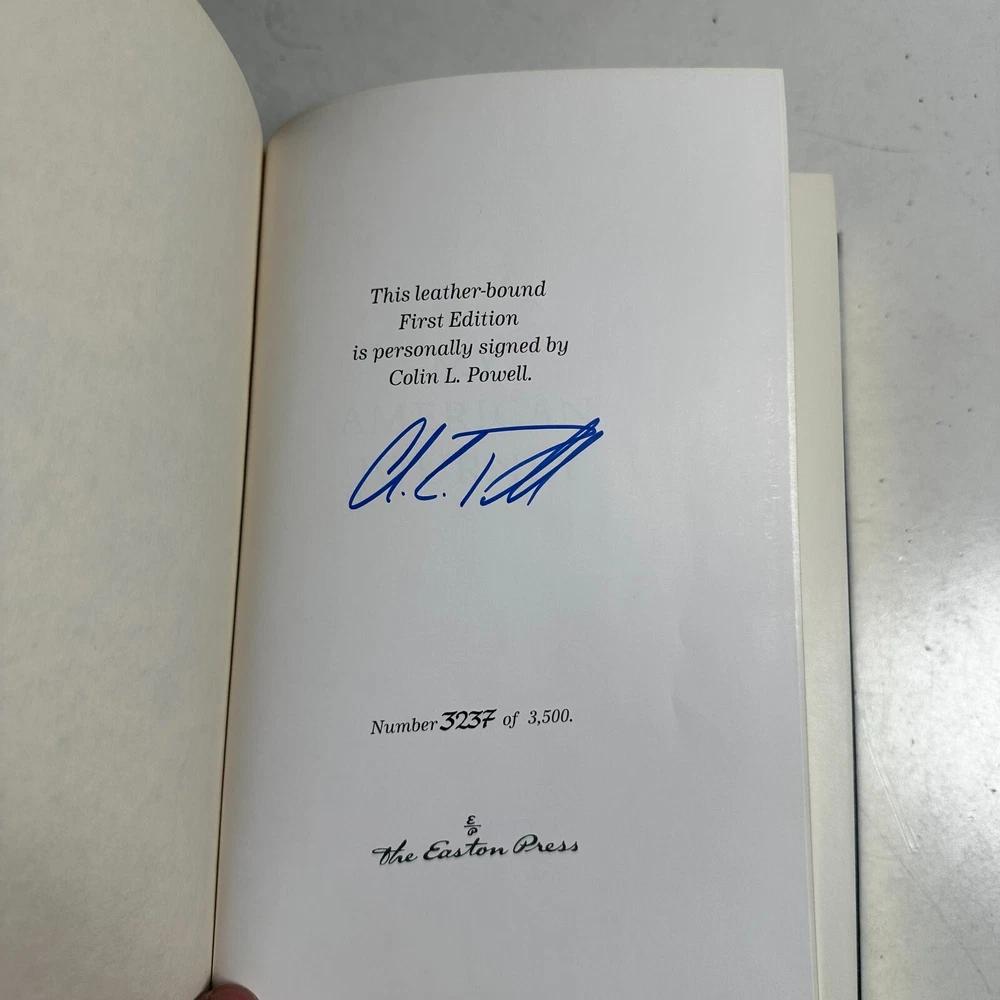 This leather-bound
First Edition
is personally signed by
Colin L. Powell.
Number 3237 of 3,500.
E
P
The Easton Press